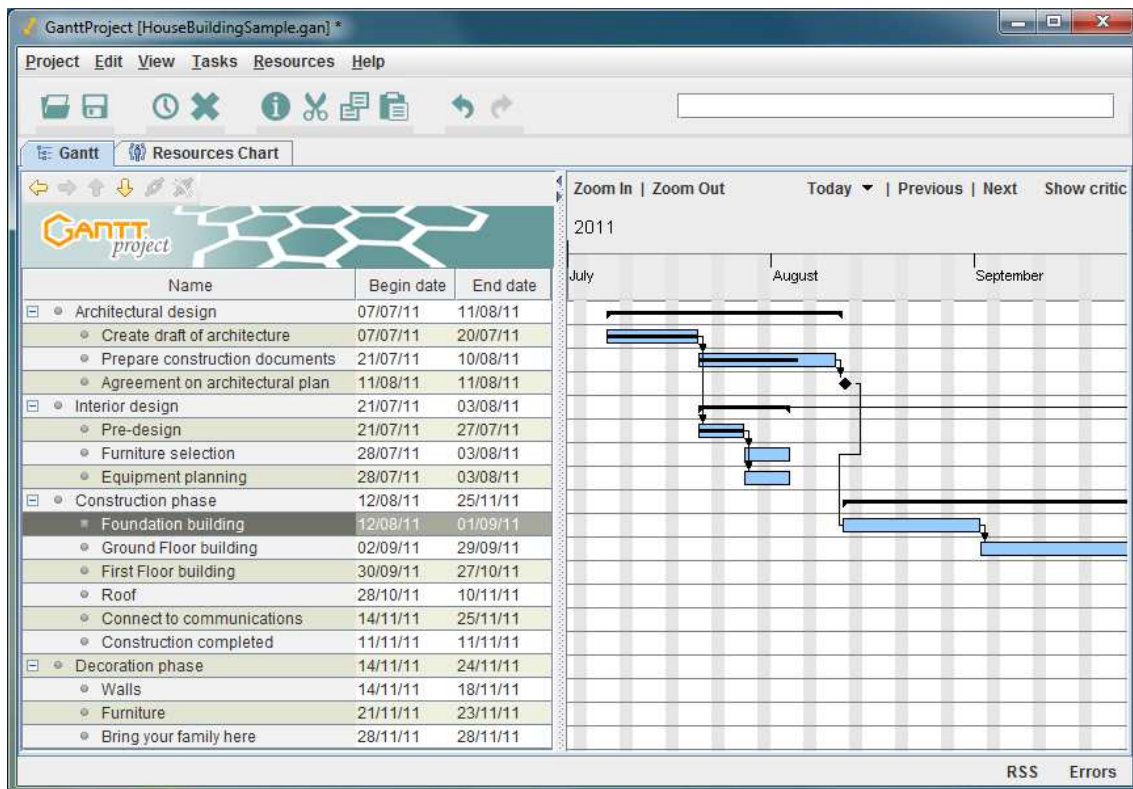 GanttProject [HouseBuildingSample.gan] *
Project Edit View Tasks Resources Help
Gantt Resources Chart
Zoom In | Zoom Out Today | Previous | Next Show critic
GANTT project
2011
July August September
Name Begin date End date
Architectural design 07/07/11 11/08/11
Create draft of architecture 07/07/11 20/07/11
Prepare construction documents 21/07/11 10/08/11
Agreement on architectural plan 11/08/11 11/08/11
Interior design 21/07/11 03/08/11
Pre-design 21/07/11 27/07/11
Furniture selection 28/07/11 03/08/11
Equipment planning 28/07/11 03/08/11
Construction phase 12/08/11 25/11/11
Foundation building 12/08/11 01/09/11
Ground Floor building 02/09/11 29/09/11
First Floor building 30/09/11 27/10/11
Roof 28/10/11 10/11/11
Connect to communications 14/11/11 25/11/11
Construction completed 11/11/11 11/11/11
Decoration phase 14/11/11 24/11/11
Walls 14/11/11 18/11/11
Furniture 21/11/11 23/11/11
Bring your family here 28/11/11 28/11/11
RSS Errors